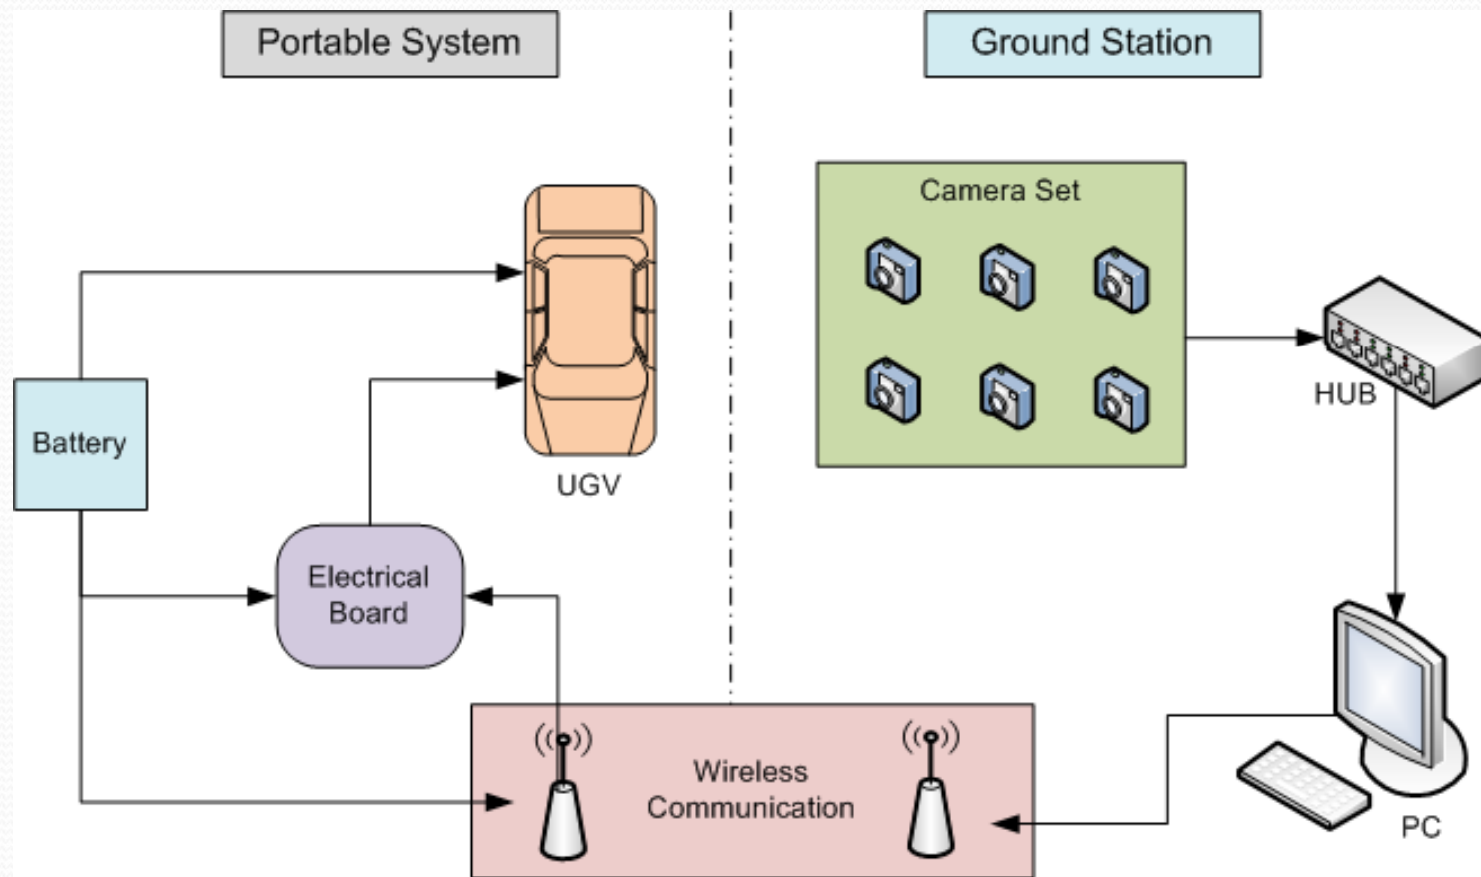 Portable System
Ground Station
Camera Set
HUB
Battery
UGV
Electrical
Board
Wireless
Communication
PC